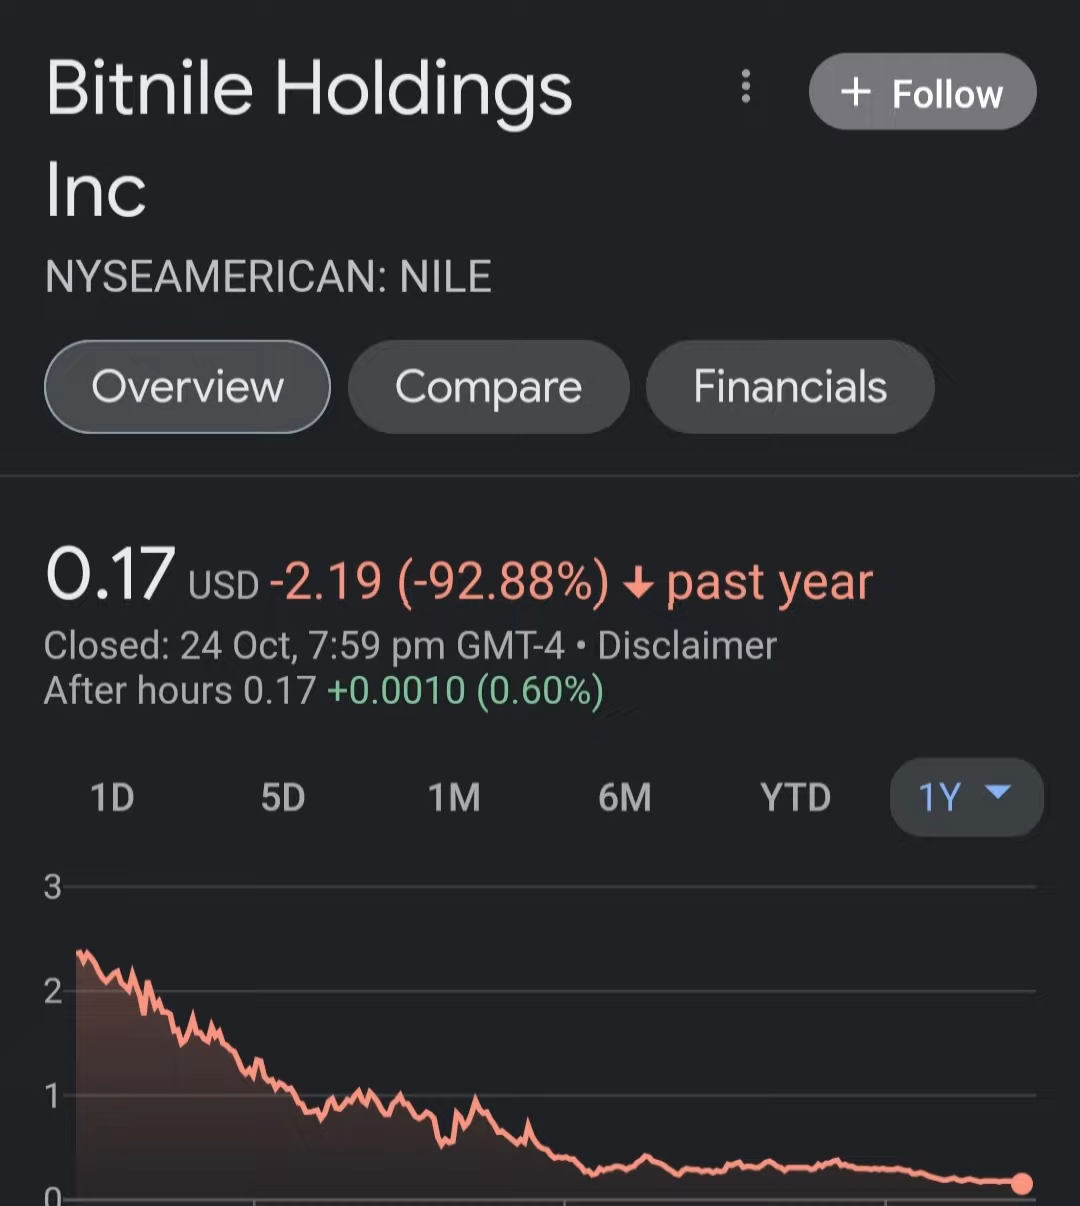 Bitnile Holdings
Inc
+ Follow
NYSEAMERICAN: NILE
Overview Compare Financials
0.17 USD -2.19 (-92.88%) ↓ past year
Closed: 24 Oct, 7:59 pm GMT-4 • Disclaimer
After hours 0.17 +0.0010 (0.60%)
1D 5D 1M 6M YTD 1Y
3
2
1
0